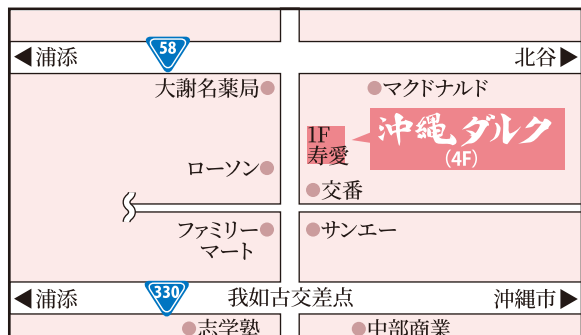 58
浦添
北谷
大謝名薬局
マクドナルド
1F
寿愛
沖縄ダルク
(4F)
ローソン
交番
ファミリー
マート
サンエー
330
浦添
我如古交差点
沖縄市
志学塾
中部商業